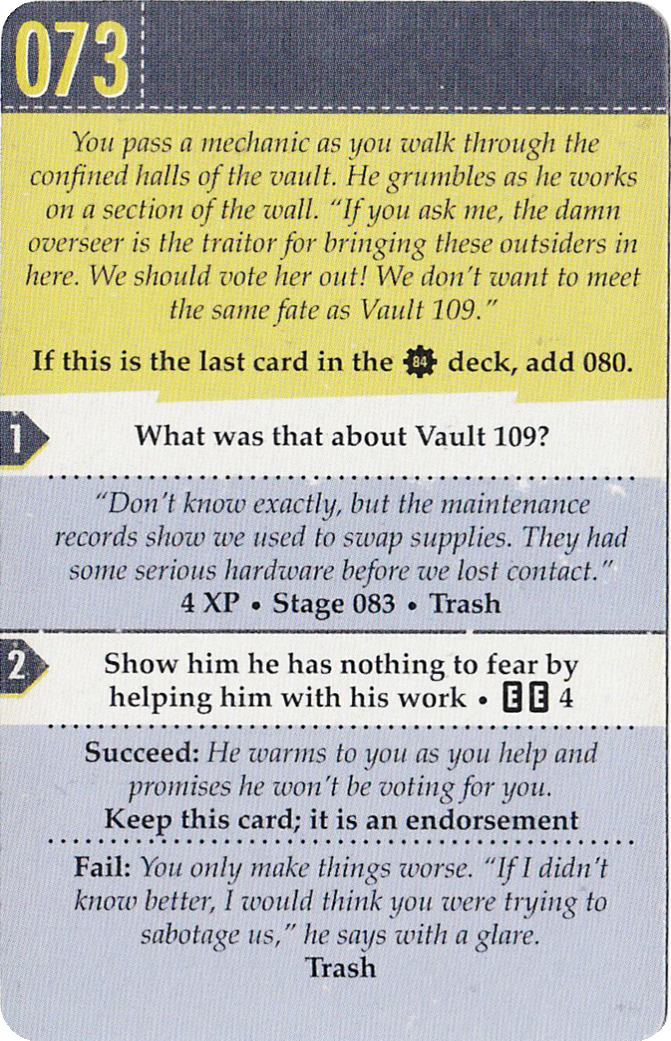 073
You pass a mechanic as you walk through the
confined halls of the vault. He grumbles as he works
on a section of the wall. “If you ask me, the damn
overseer is the traitor for bringing these outsiders in
here. We should vote her out! We don’t want to meet
the same fate as Vault 109.”
If this is the last card in the 84 deck, add 080.
1
What was that about Vault 109?
“Don’t know exactly, but the maintenance
records show we used to swap supplies. They had
some serious hardware before we lost contact.”
4 XP • Stage 083 • Trash
2
Show him he has nothing to fear by
helping him with his work • E E 4
Succeed: He warms to you as you help and
promises he won’t be voting for you.
Keep this card; it is an endorsement
Fail: You only make things worse. “If I didn’t
know better, I would think you were trying to
sabotage us,” he says with a glare.
Trash